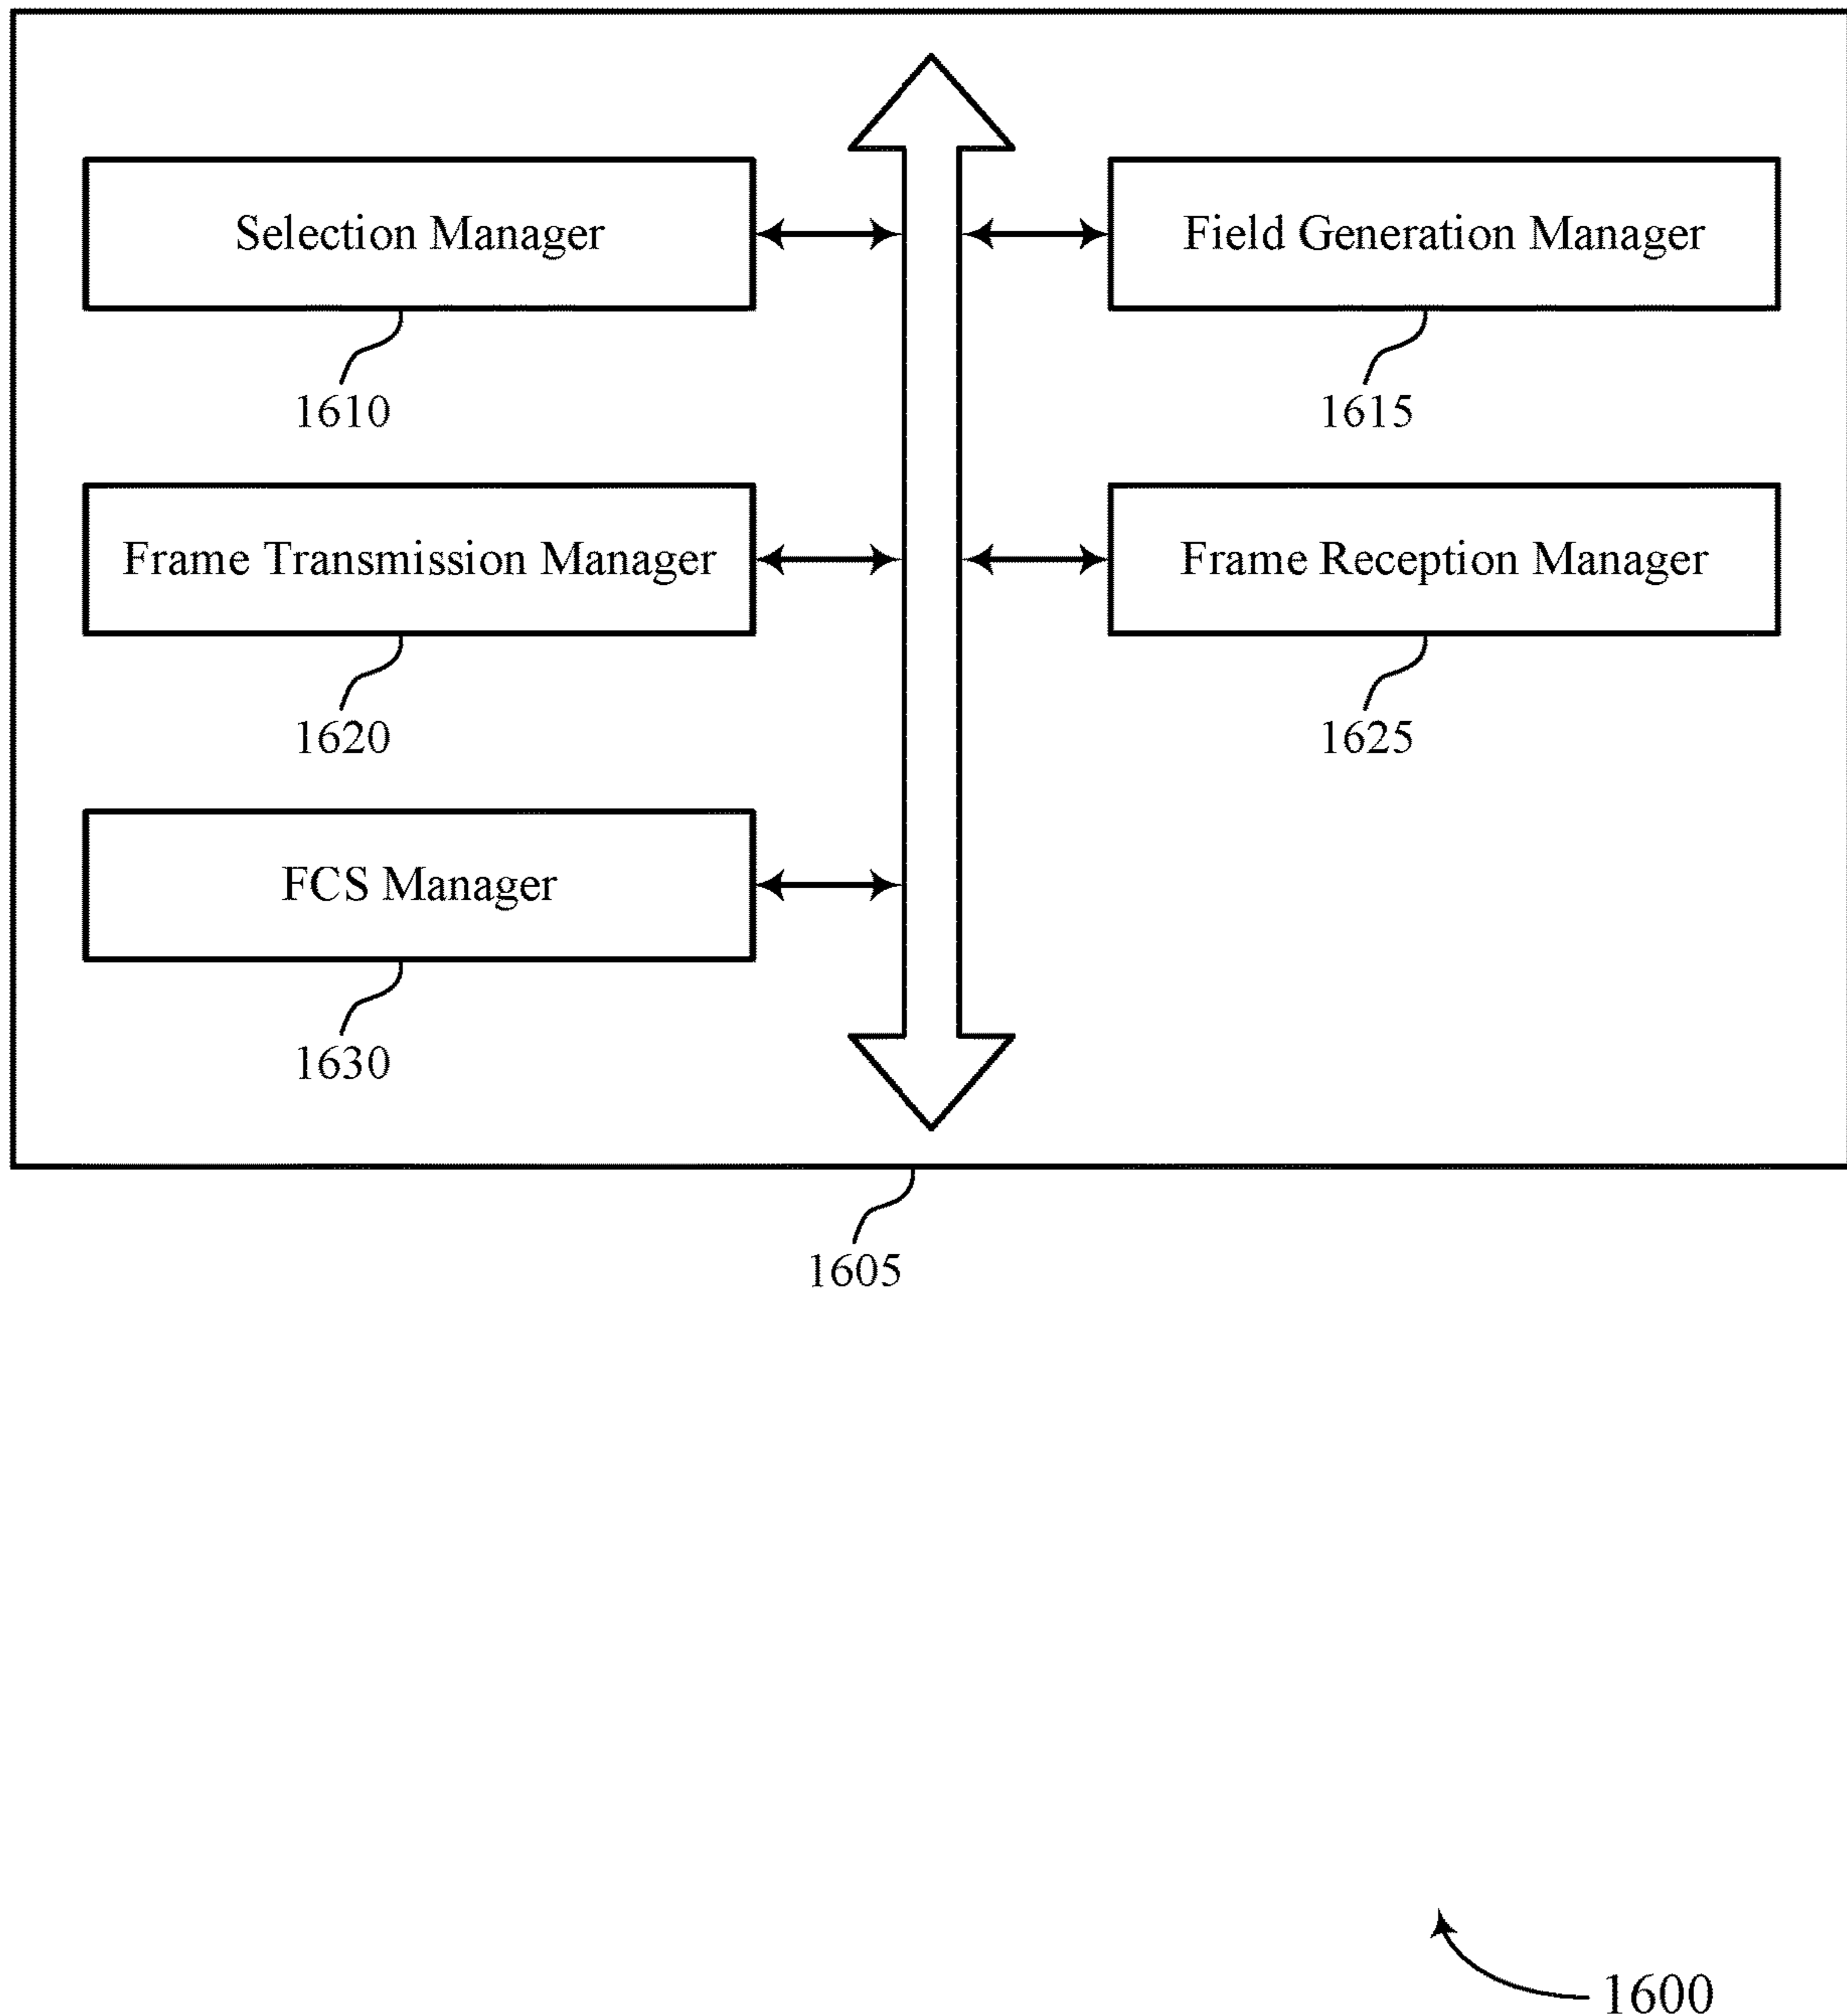 Selection Manager
Field Generation Manager
1610
1615
Frame Transmission Manager
Frame Reception Manager
1620
1625
FCS Manager
1630
1605
1600